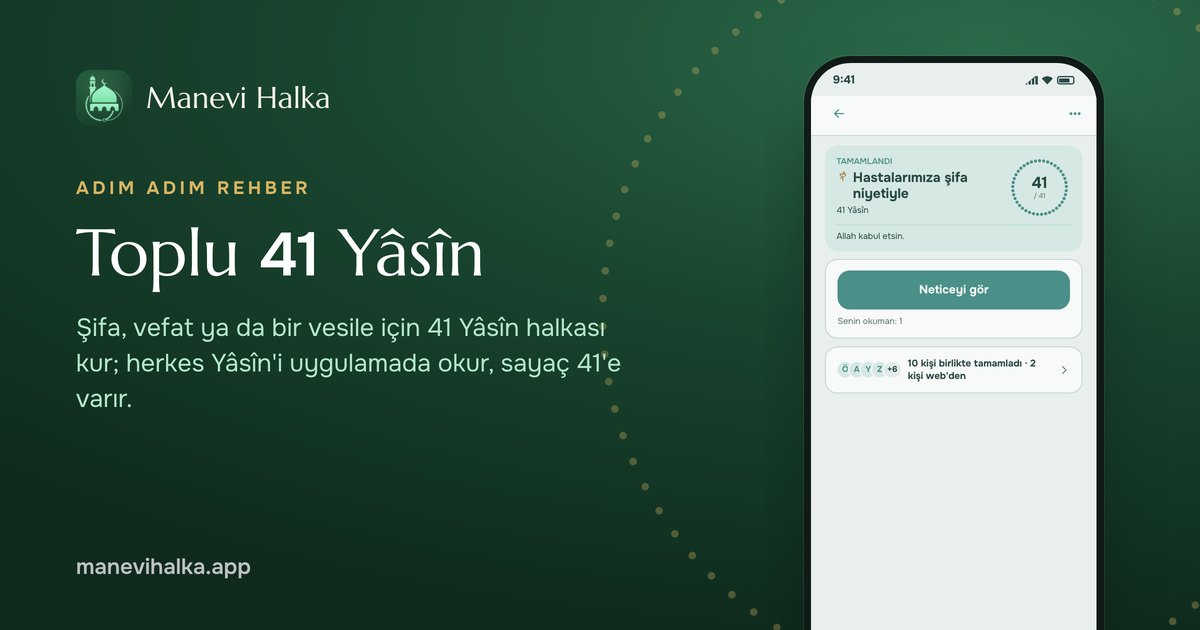 Manevi Halka
ADIM ADIM REHBER
Toplu 41 Yâsîn
Şifa, vefat ya da bir vesile için 41 Yâsîn halkası
kur; herkes Yâsîn'i uygulamada okur, sayaç 41'e
varır.
manevihalka.app
9:41
TAMAMLANDI
Hastalarımıza şifa
niyetiyle
41 Yâsîn
41
/ 41
Allah kabul etsin.
Neticeyi gör
Senin okuman: 1
Ö A Y Z +6
10 kişi birlikte tamamladı · 2
kişi web'den